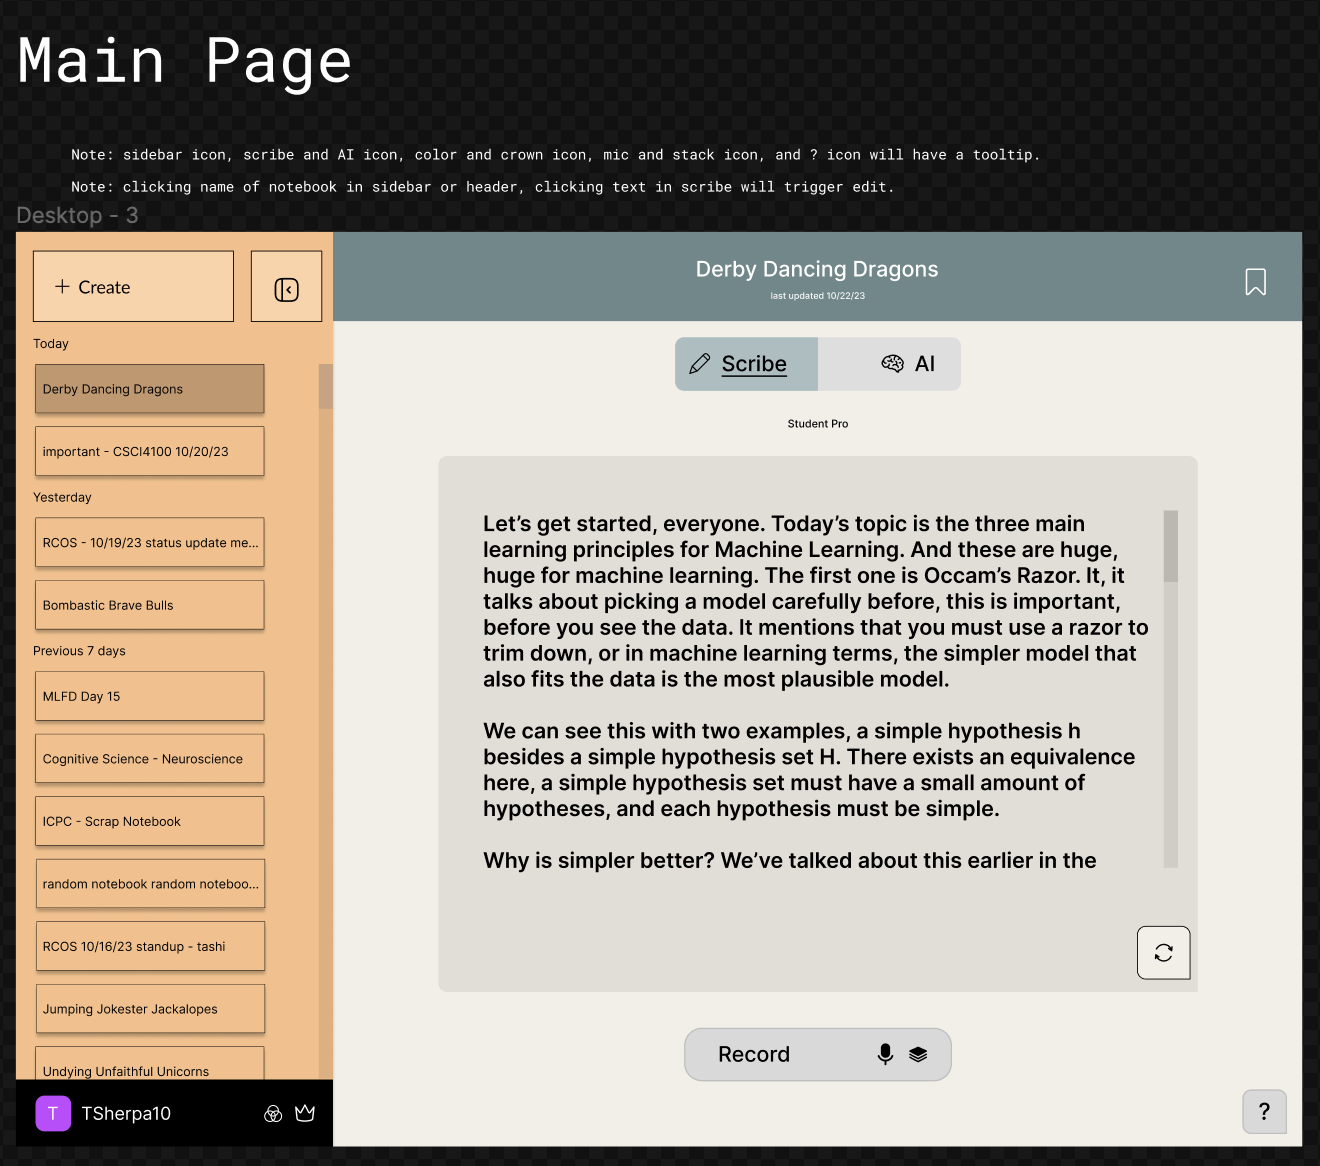 Main Page
Note: sidebar icon, scribe and AI icon, color and crown icon, mic and stack icon, and ? icon will have a tooltip.
Note: clicking name of notebook in sidebar or header, clicking text in scribe will trigger edit.
Desktop - 3
+ Create
Today
Derby Dancing Dragons
important - CSCI4100 10/20/23
Yesterday
RCOS - 10/19/23 status update me...
Bombastic Brave Bulls
Previous 7 days
MLFD Day 15
Cognitive Science - Neuroscience
ICPC - Scrap Notebook
random notebook random noteboo...
RCOS 10/16/23 standup - tashi
Jumping Jokester Jackalopes
Undying Unfaithful Unicorns
T TSherpa10
Derby Dancing Dragons
last updated 10/22/23
Scribe
AI
Student Pro
Let’s get started, everyone. Today’s topic is the three main
learning principles for Machine Learning. And these are huge,
huge for machine learning. The first one is Occam’s Razor. It, it
talks about picking a model carefully before, this is important,
before you see the data. It mentions that you must use a razor to
trim down, or in machine learning terms, the simpler model that
also fits the data is the most plausible model.
We can see this with two examples, a simple hypothesis h
besides a simple hypothesis set H. There exists an equivalence
here, a simple hypothesis set must have a small amount of
hypotheses, and each hypothesis must be simple.
Why is simpler better? We’ve talked about this earlier in the
Record
?